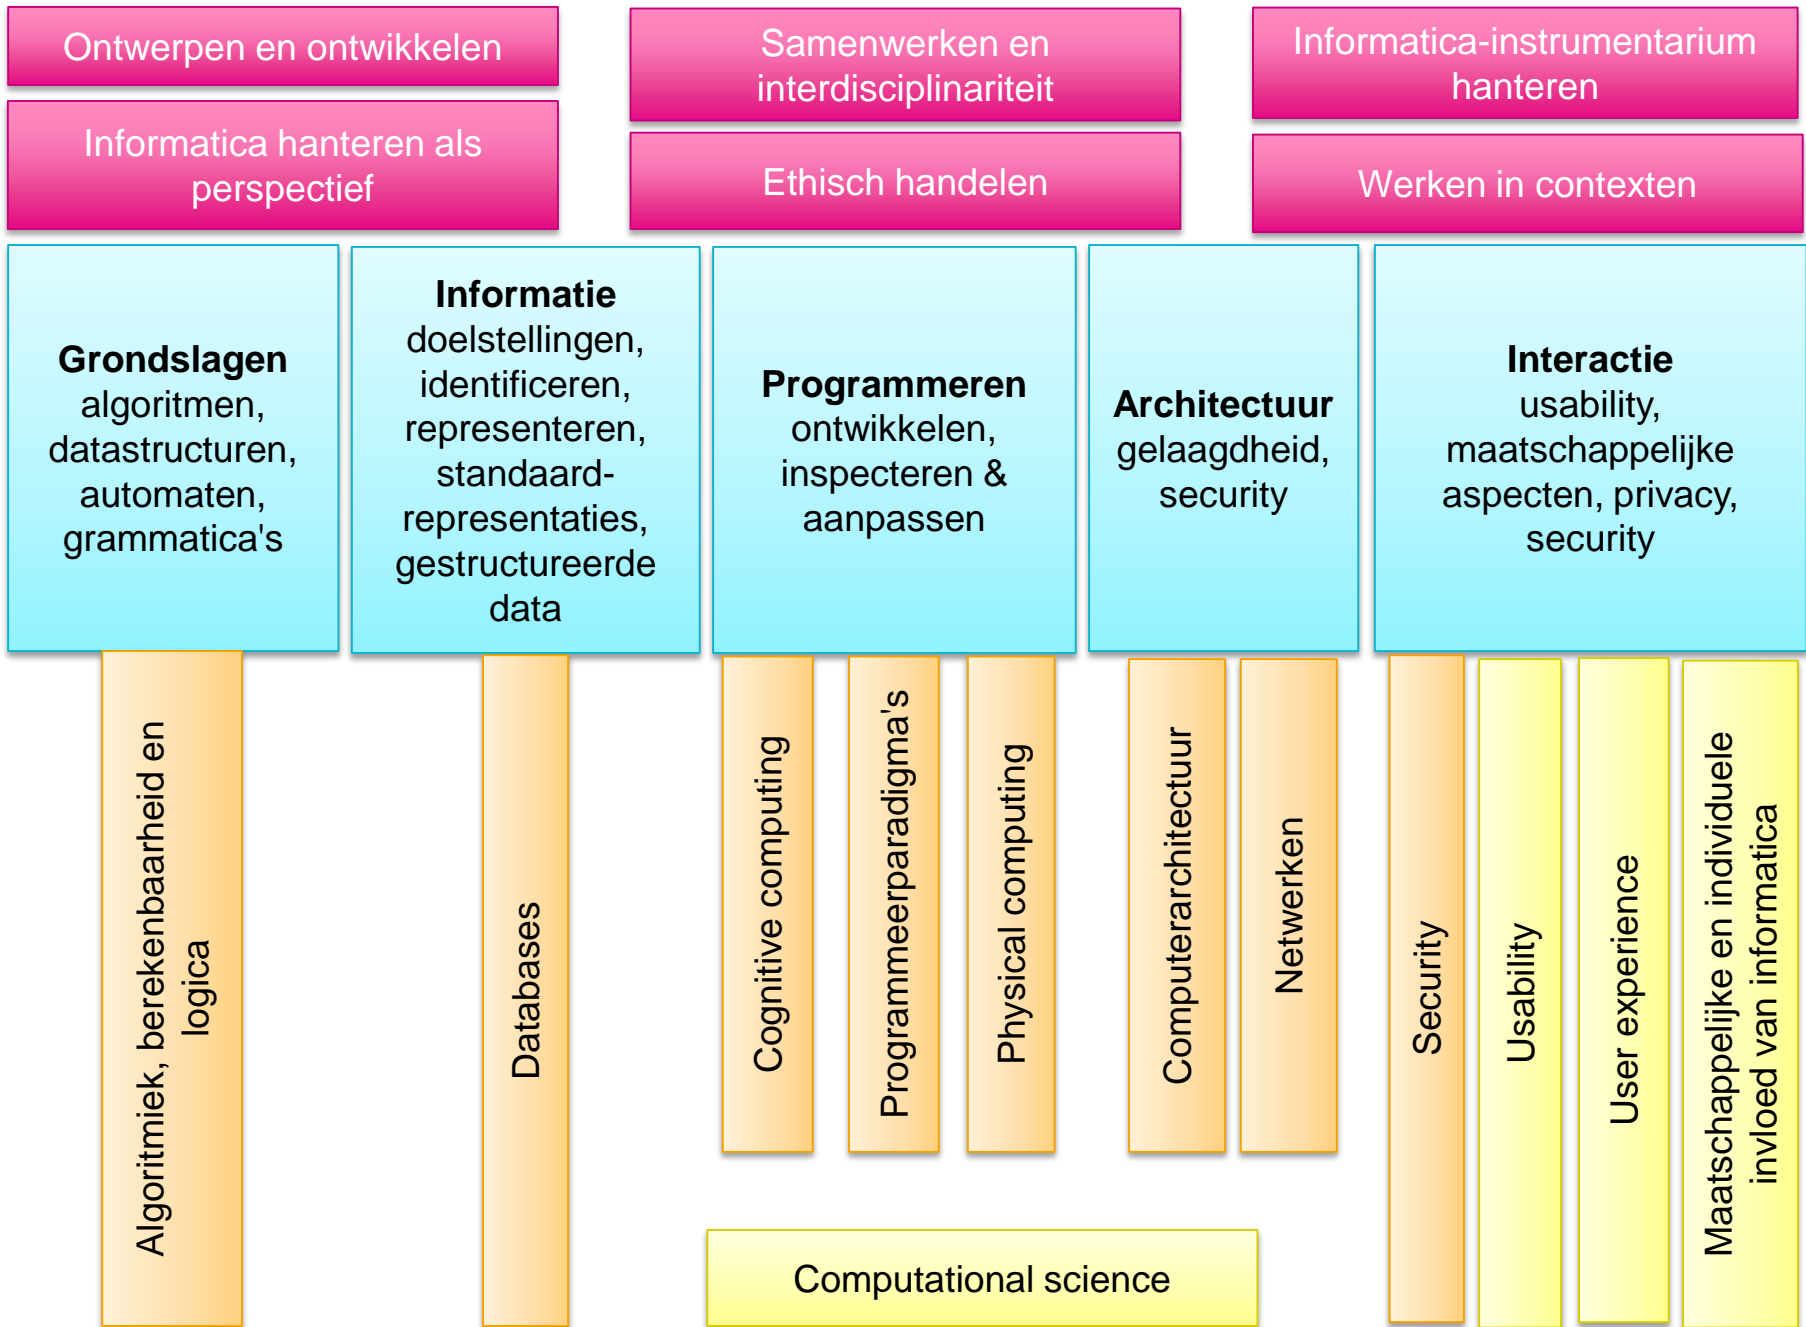 Ontwerpen en ontwikkelen
Informatica hanteren als
perspectief
Samenwerken en
interdisciplinariteit
Ethisch handelen
Informatica-instrumentarium
hanteren
Werken in contexten
Grondslagen
algoritmen,
datastructuren,
automaten,
grammatica's
Informatie
doelstellingen,
identificeren,
representeren,
standaard-
representaties,
gestructureerde
data
Programmeren
ontwikkelen,
inspecteren &
aanpassen
Architectuur
gelaagdheid,
security
Interactie
usability,
maatschappelijke
aspecten, privacy,
security
Algoritmiek, berekenbaarheid en
logica
Databases
Cognitive computing
Programmeerparadigma's
Physical computing
Computerarchitectuur
Netwerken
Security
Usability
User experience
Maatschappelijke en individuele
invloed van informatica
Computational science